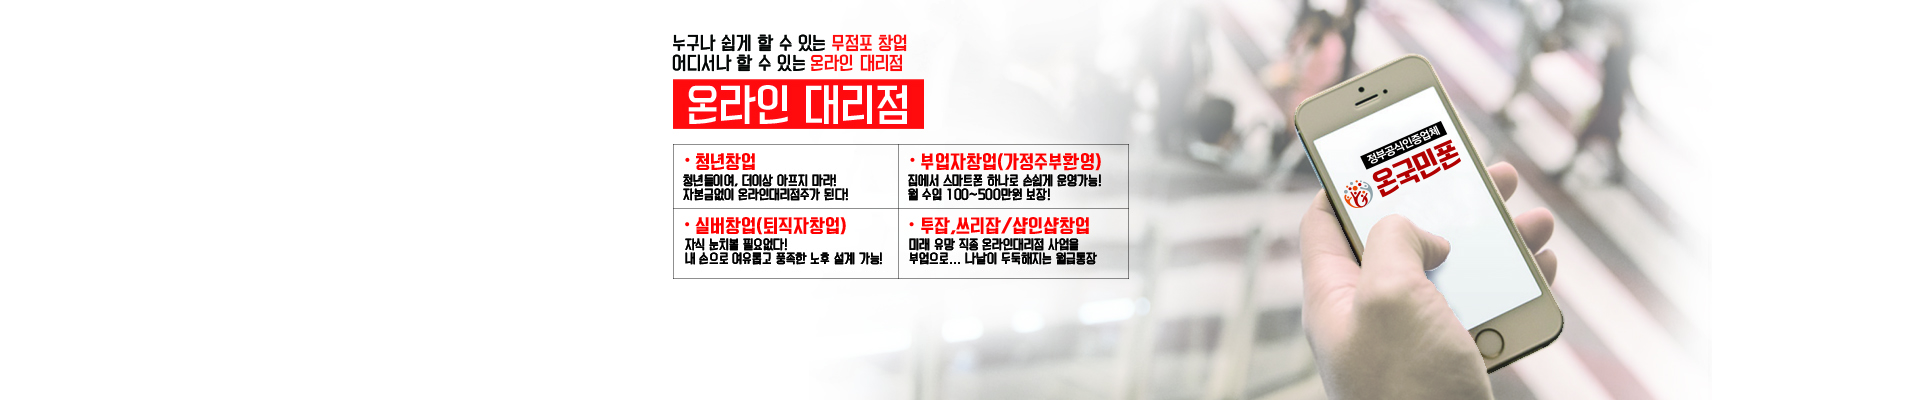 누구나 쉽게 할 수 있는 무점포 창업
어디서나 할 수 있는 온라인 대리점
온라인 대리점
• 청년창업
청년들이여, 더이상 아프지 마라!
자본금없이 온라인대리점주가 된다!
• 부업자창업(가정주부환영)
집에서 스마트폰 하나로 손쉽게 운영가능!
월 수입 100~500만원 보장!
• 실버창업(퇴직자창업)
자식 눈치볼 필요없다!
내 손으로 여유롭고 풍족한 노후 설계 가능!
• 투잡,쓰리잡/샵인샵창업
미래 유망 직종 온라인대리점 사업을
부업으로... 나날이 두둑해지는 월급통장
정부공식인증업체
온국민폰